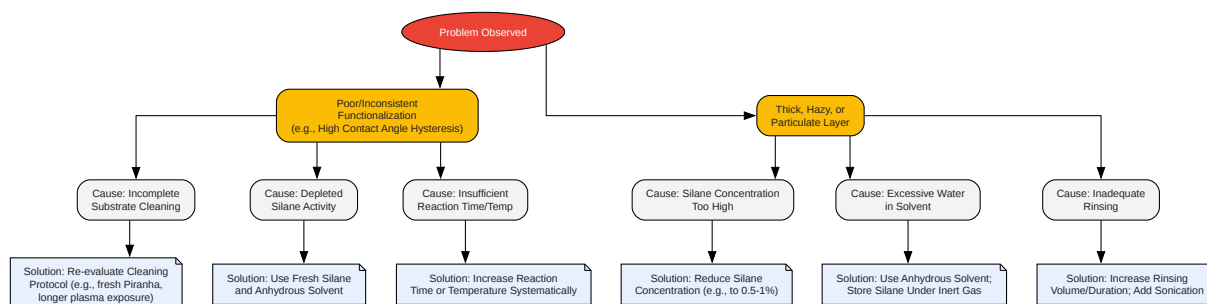 Problem Observed
Poor/Inconsistent
Functionalization
(e.g., High Contact Angle Hysteresis)
Thick, Hazy, or
Particulate Layer
Cause: Incomplete
Substrate Cleaning
Cause: Depleted
Silane Activity
Cause: Insufficient
Reaction Time/Temp
Cause: Silane Concentration
Too High
Cause: Excessive Water
in Solvent
Cause: Inadequate
Rinsing
Solution: Re-evaluate Cleaning
Protocol (e.g., fresh Piranha,
longer plasma exposure)
Solution: Use Fresh Silane
and Anhydrous Solvent
Solution: Increase Reaction
Time or Temperature Systematically
Solution: Reduce Silane
Concentration (e.g., to 0.5-1%)
Solution: Use Anhydrous Solvent;
Store Silane Under Inert Gas
Solution: Increase Rinsing
Volume/Duration; Add Sonication